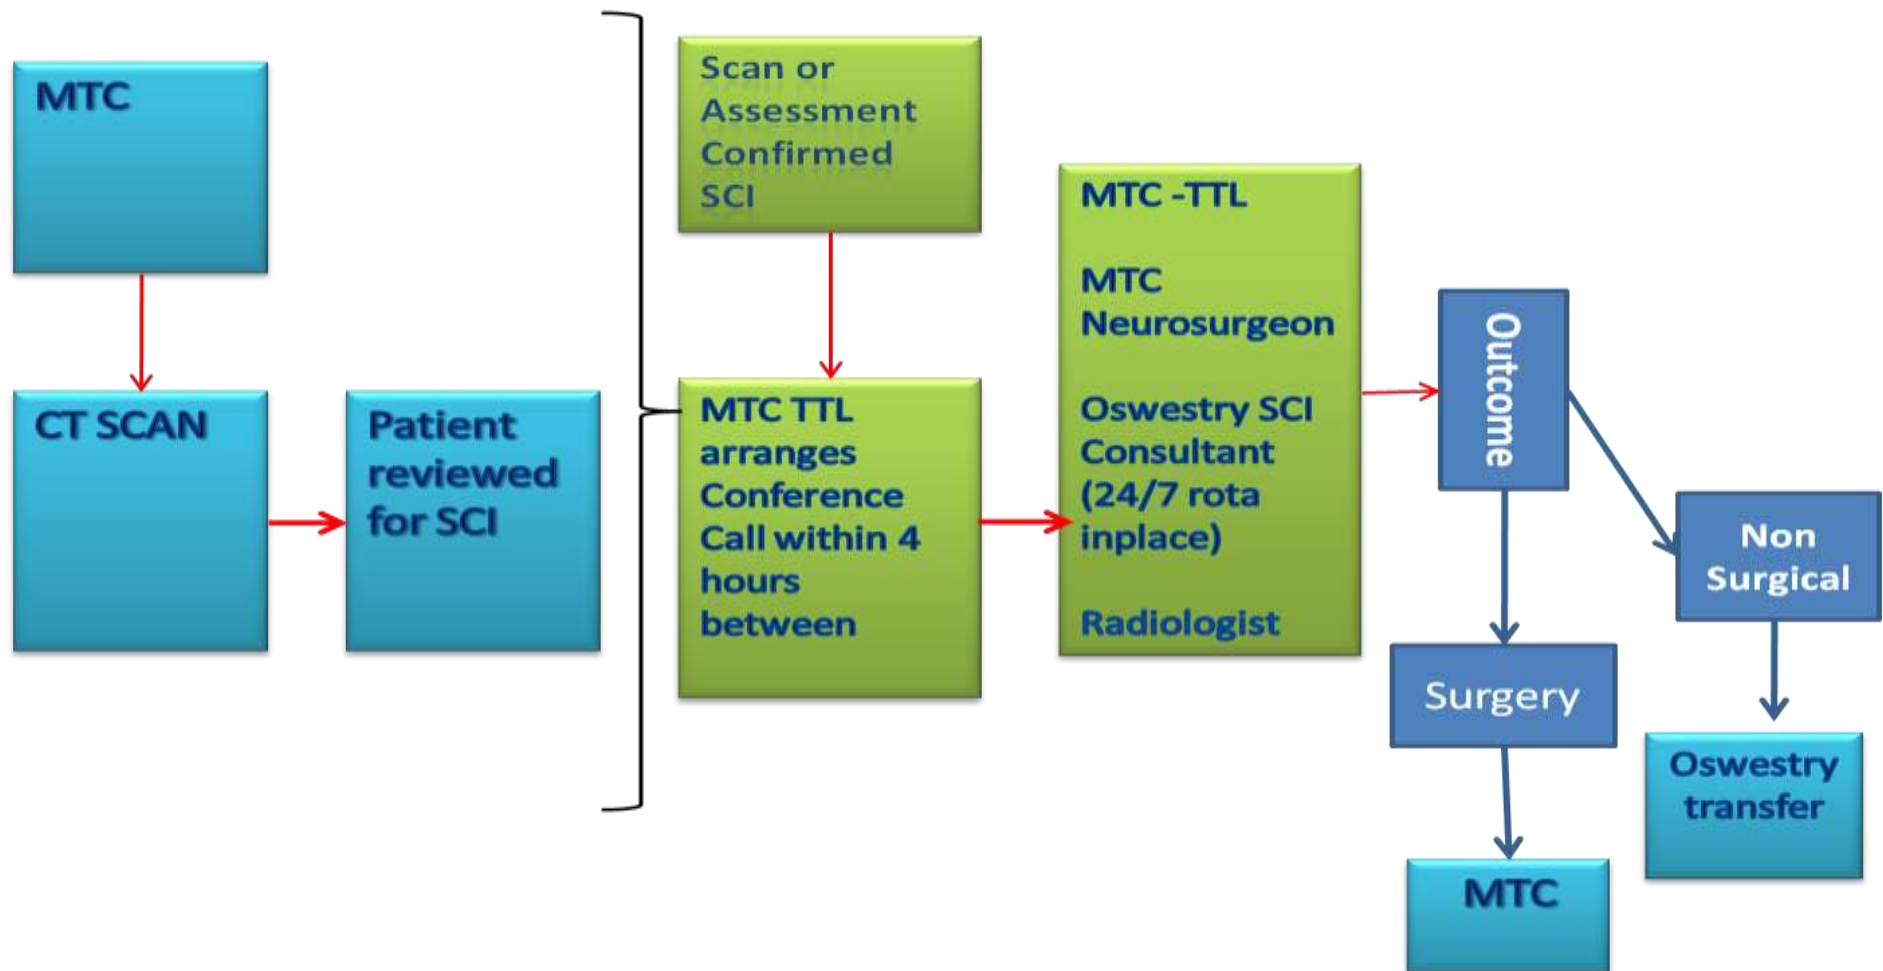 MTC
CT SCAN
Patient
reviewed
for SCI
Scan or
Assessment
Confirmed
SCI
MTC TTL
arranges
Conference
Call within 4
hours
between
MTC -TTL
MTC
Neurosurgeon
Oswestry SCI
Consultant
(24/7 rota
inplace)
Radiologist
Outcome
Surgery
MTC
Non
Surgical
Oswestry
transfer